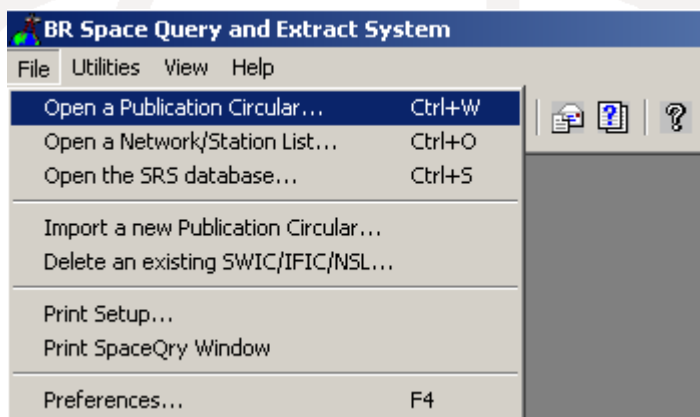 BR Space Query and Extract System
File Utilities View Help
Open a Publication Circular... Ctrl+W
Open a Network/Station List... Ctrl+O
Open the SRS database... Ctrl+S
Import a new Publication Circular...
Delete an existing SWIC/IFIC/NSL...
Print Setup...
Print SpaceQry Window
Preferences... F4